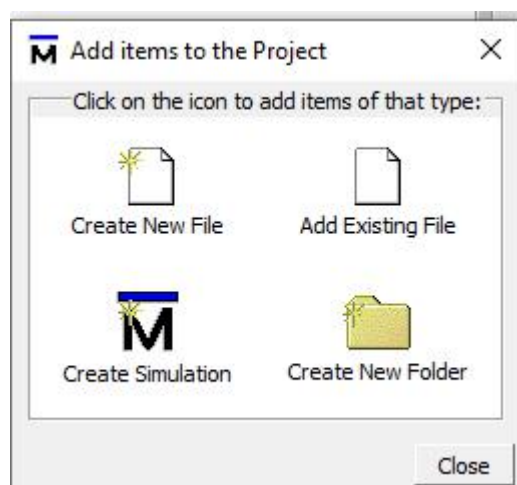 M Add items to the Project
Click on the icon to add items of that type:
Create New File
Add Existing File
M
Create Simulation
Create New Folder
Close